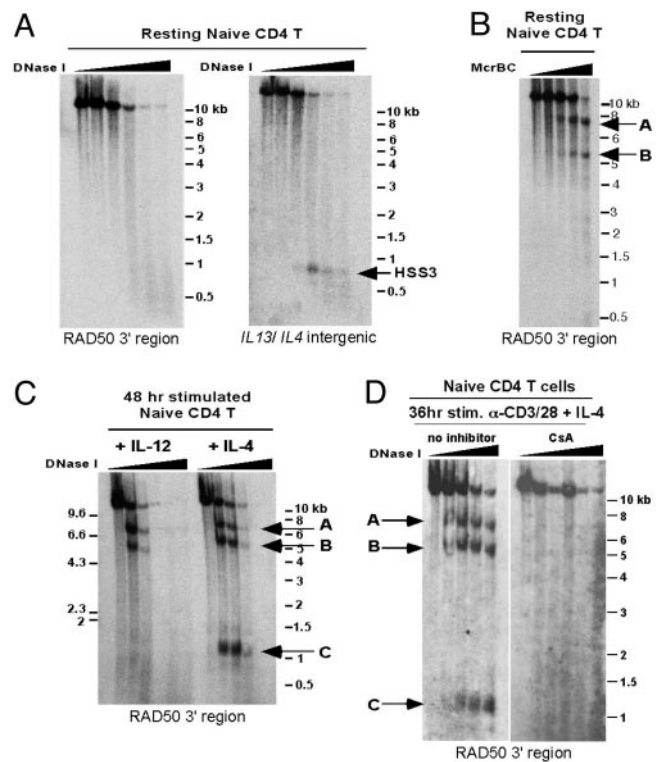 A
Resting Naive CD4 T
DNase I
DNase I
10 kb
8
6
5
4
3
2
1.5
1
0.5
RAD50 3' region
10 kb
8
6
5
4
3
2
1.5
1
0.5
HSS3
IL13/ IL4 intergenic
B
Resting
Naive CD4 T
McrBC
10 kb
8
6
5
4
3
2
1.5
1
0.5
A
B
RAD50 3' region
C
48 hr stimulated
Naive CD4 T
+ IL-12
+ IL-4
DNase I
9.6
6.6
4.3
2.3
2
10 kb
8
6
5
4
3
2
1.5
1
0.5
A
B
C
RAD50 3' region
D
Naive CD4 T cells
36hr stim. α-CD3/28 + IL-4
no inhibitor
CsA
DNase I
A
B
C
10 kb
8
6
5
4
3
2
1.5
1
RAD50 3' region